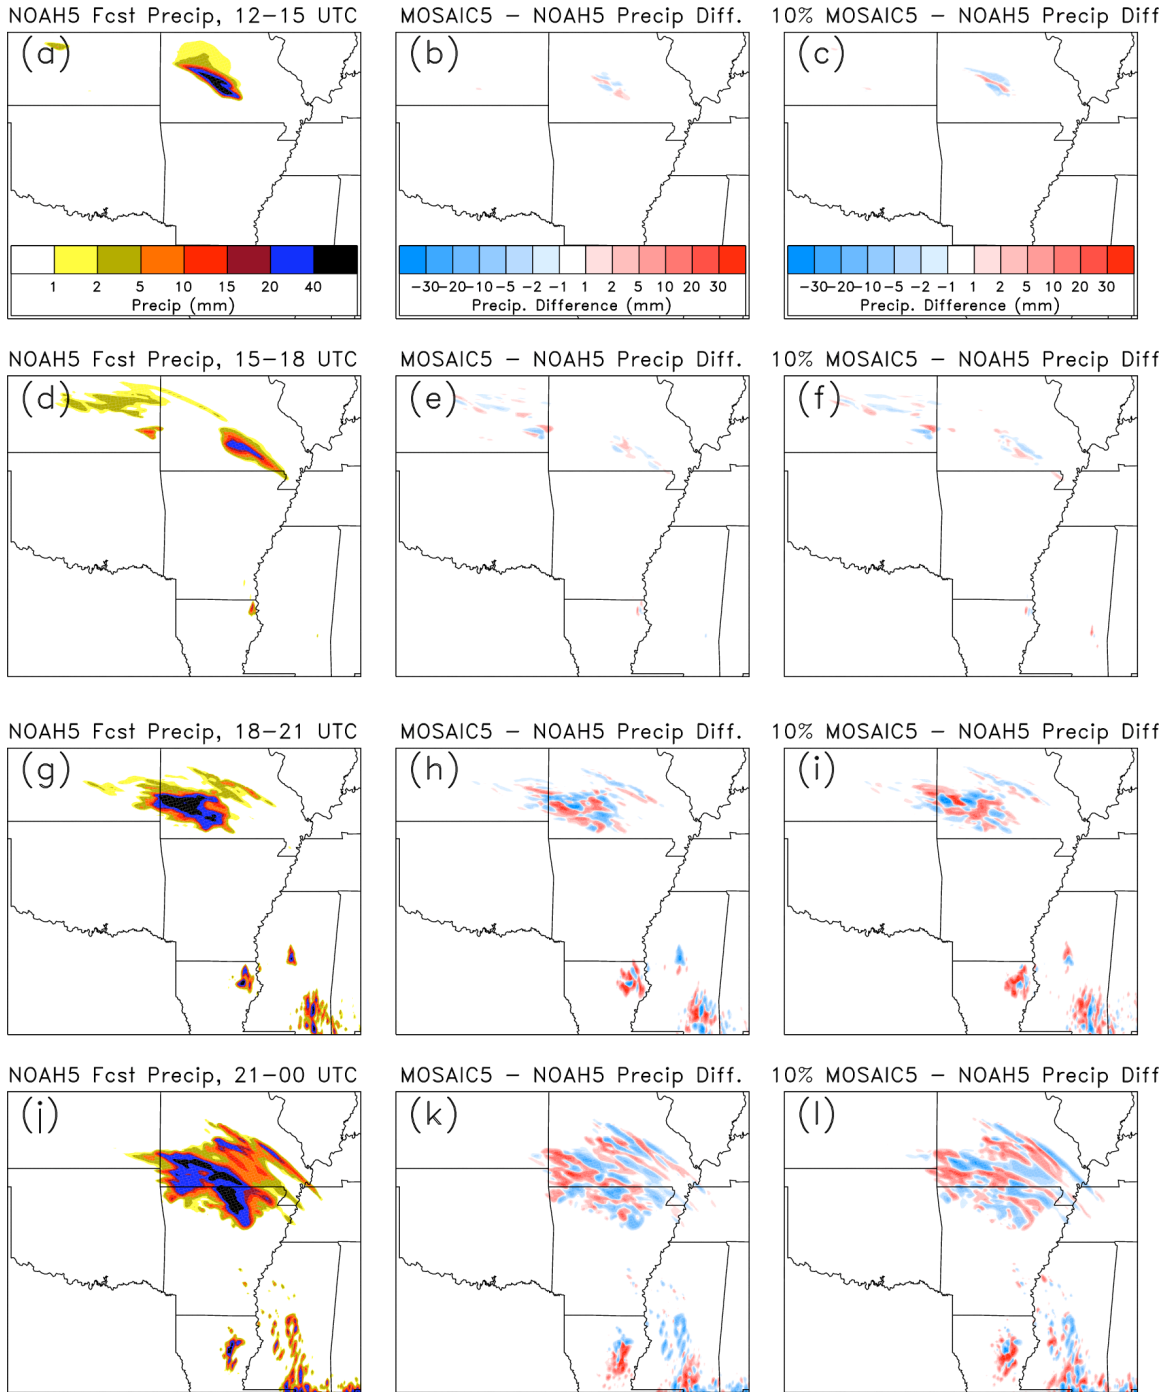 NOAH5 Fcst Precip, 12−15 UTC
MOSAIC5 − NOAH5 Precip Diff.
10% MOSAIC5 − NOAH5 Precip Diff
(a)
(b)
(c)
1 2 5 10 15 20 40
Precip (mm)
−30 −20 −10 −5 −2 −1 1 2 5 10 20 30
Precip. Difference (mm)
−30 −20 −10 −5 −2 −1 1 2 5 10 20 30
Precip. Difference (mm)
NOAH5 Fcst Precip, 15−18 UTC
MOSAIC5 − NOAH5 Precip Diff.
10% MOSAIC5 − NOAH5 Precip Diff
(d)
(e)
(f)
NOAH5 Fcst Precip, 18−21 UTC
MOSAIC5 − NOAH5 Precip Diff.
10% MOSAIC5 − NOAH5 Precip Diff
(g)
(h)
(i)
NOAH5 Fcst Precip, 21−00 UTC
MOSAIC5 − NOAH5 Precip Diff.
10% MOSAIC5 − NOAH5 Precip Diff
(j)
(k)
(l)